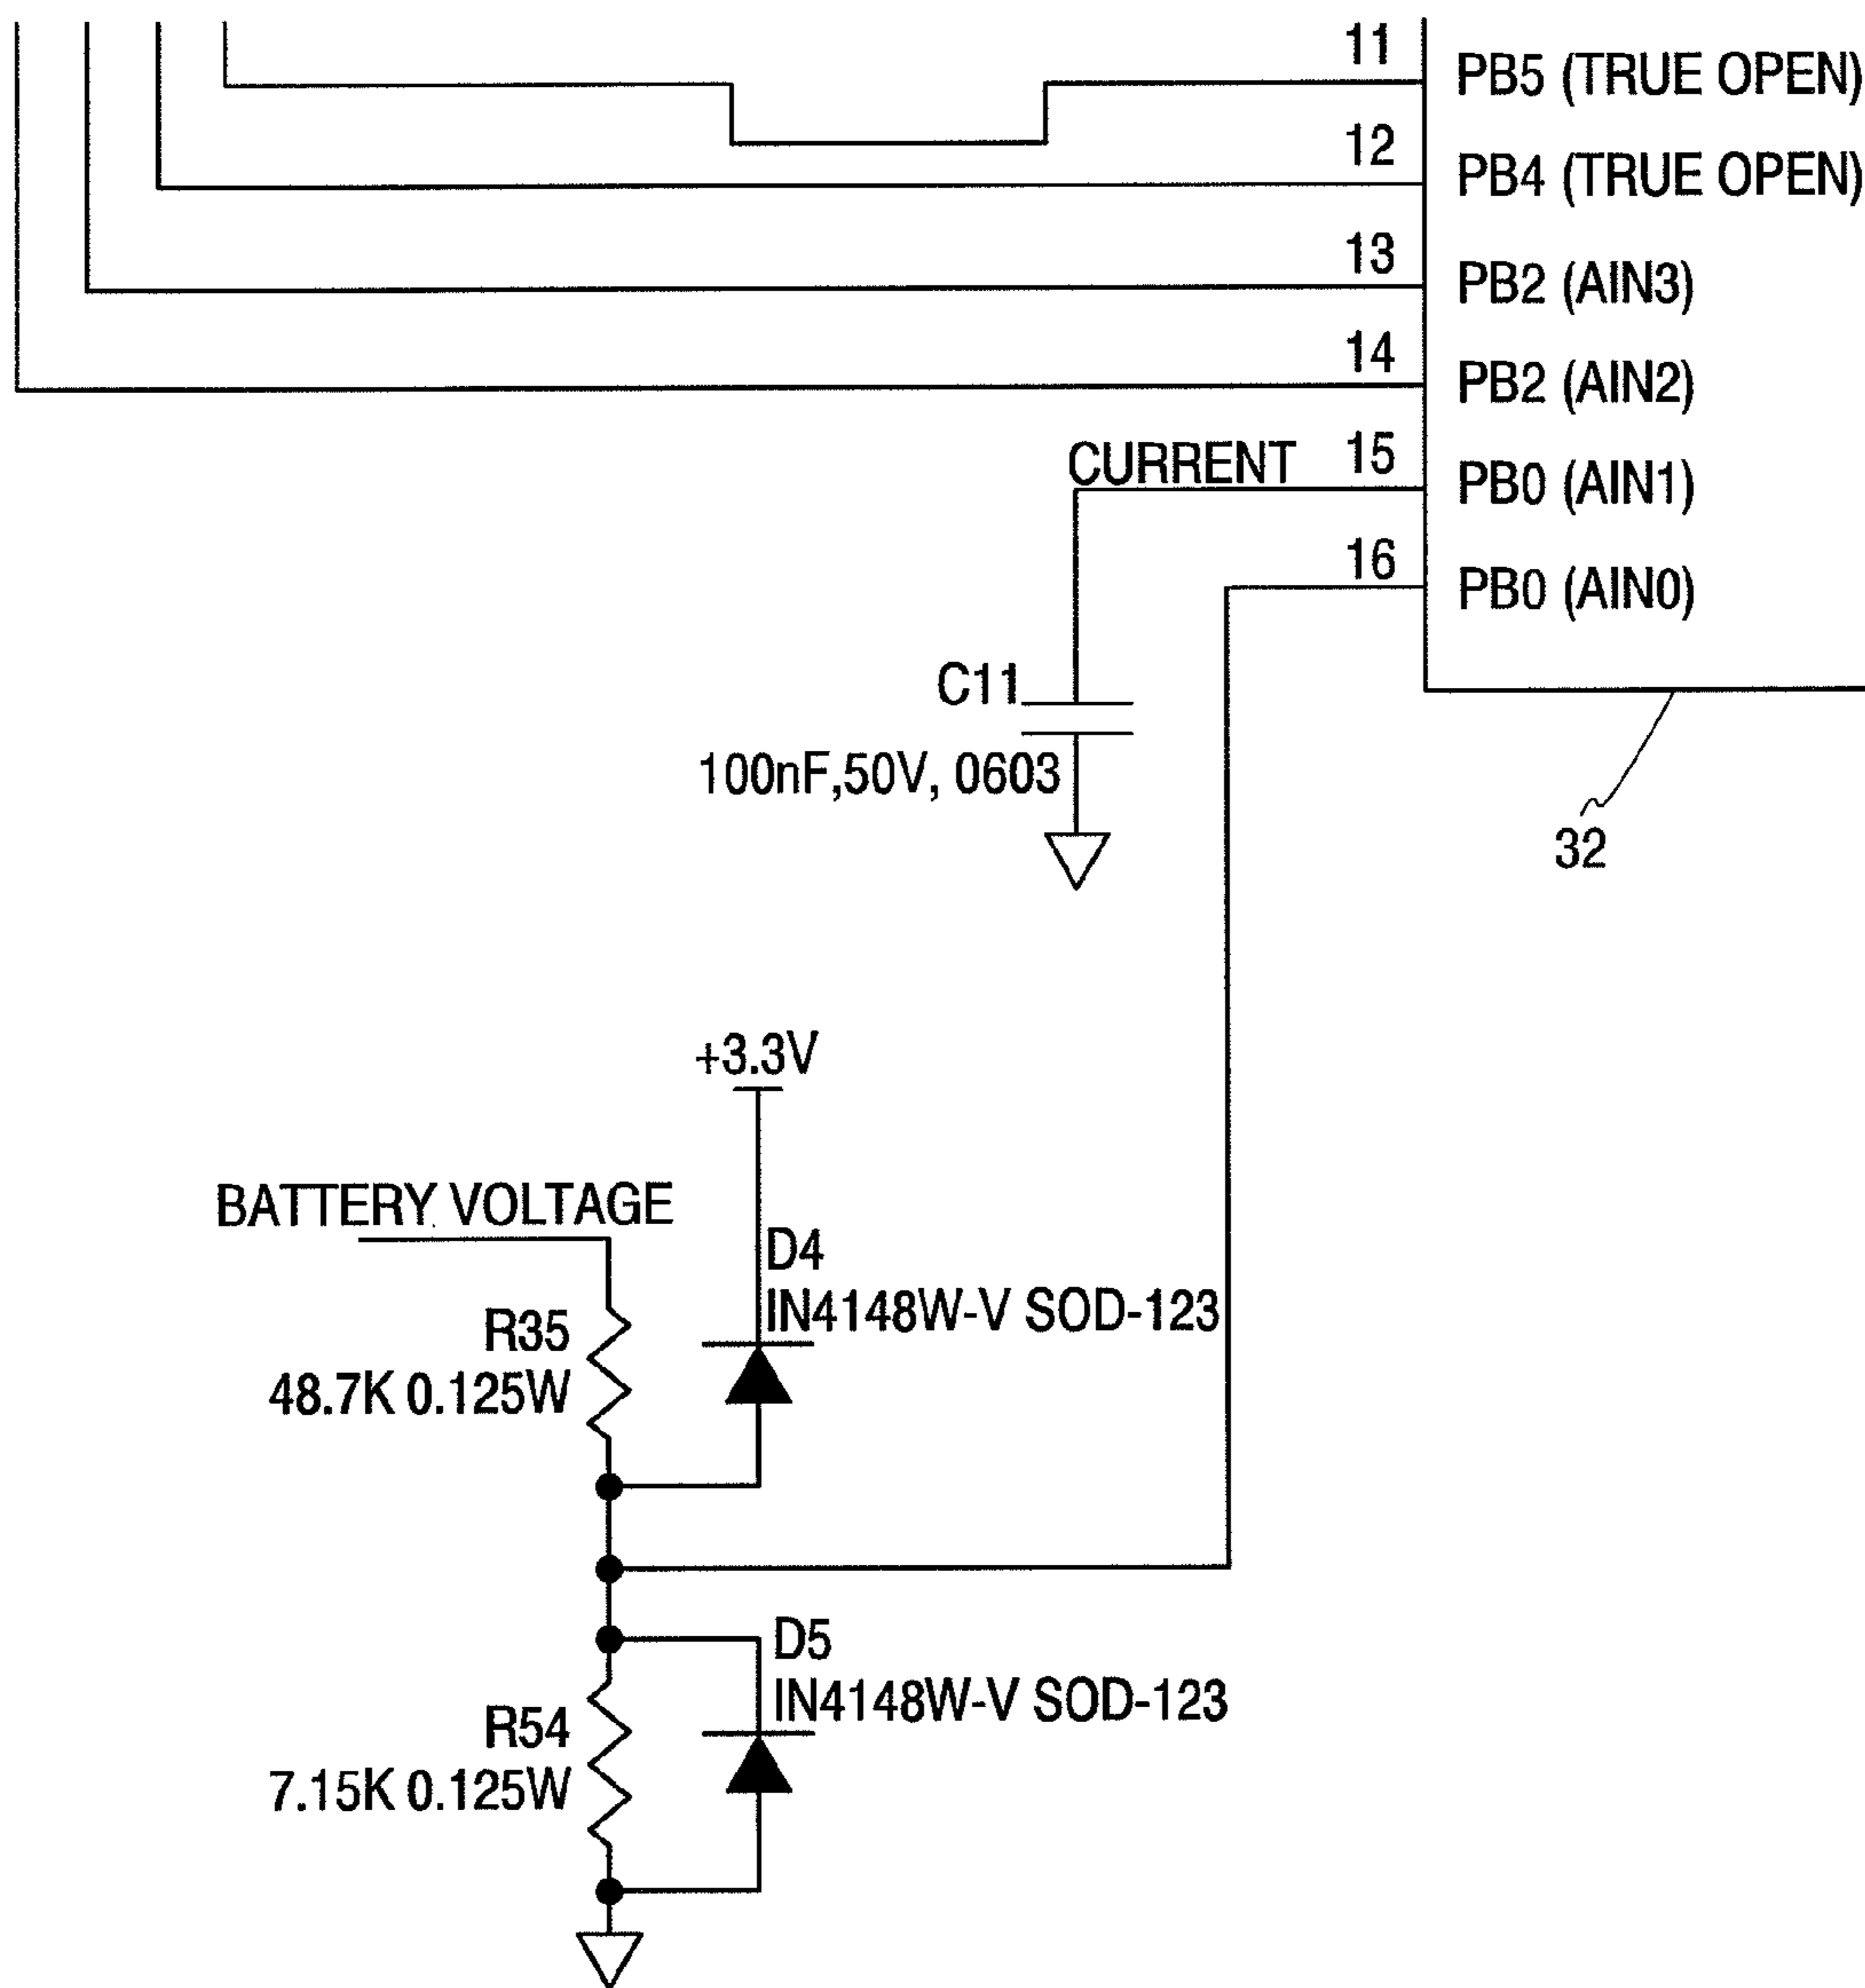 11
PB5 (TRUE OPEN)
12
PB4 (TRUE OPEN)
13
PB2 (AIN3)
14
PB2 (AIN2)
CURRENT
15
PB0 (AIN1)
16
PB0 (AIN0)
C11
100nF,50V, 0603
32
+3.3V
BATTERY VOLTAGE
D4
IN4148W-V SOD-123
R35
48.7K 0.125W
D5
IN4148W-V SOD-123
R54
7.15K 0.125W